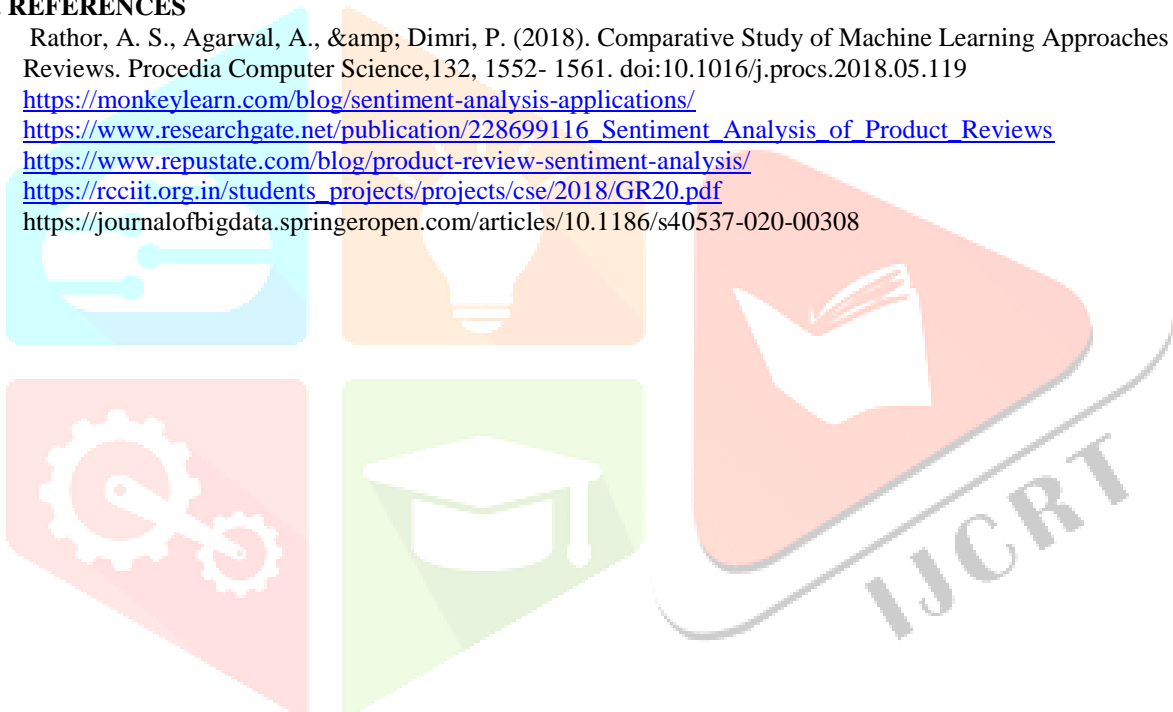 . REFERENCES
Rathor, A. S., Agarwal, A., &amp; Dimri, P. (2018). Comparative Study of Machine Learning Approaches
Reviews. Procedia Computer Science,132, 1552- 1561. doi:10.1016/j.procs.2018.05.119
https://monkeylearn.com/blog/sentiment-analysis-applications/
https://www.researchgate.net/publication/228699116_Sentiment_Analysis_of_Product_Reviews
https://www.repustate.com/blog/product-review-sentiment-analysis/
https://rcciit.org.in/students_projects/projects/cse/2018/GR20.pdf
https://journalofbigdata.springeropen.com/articles/10.1186/s40537-020-00308
IJCRT